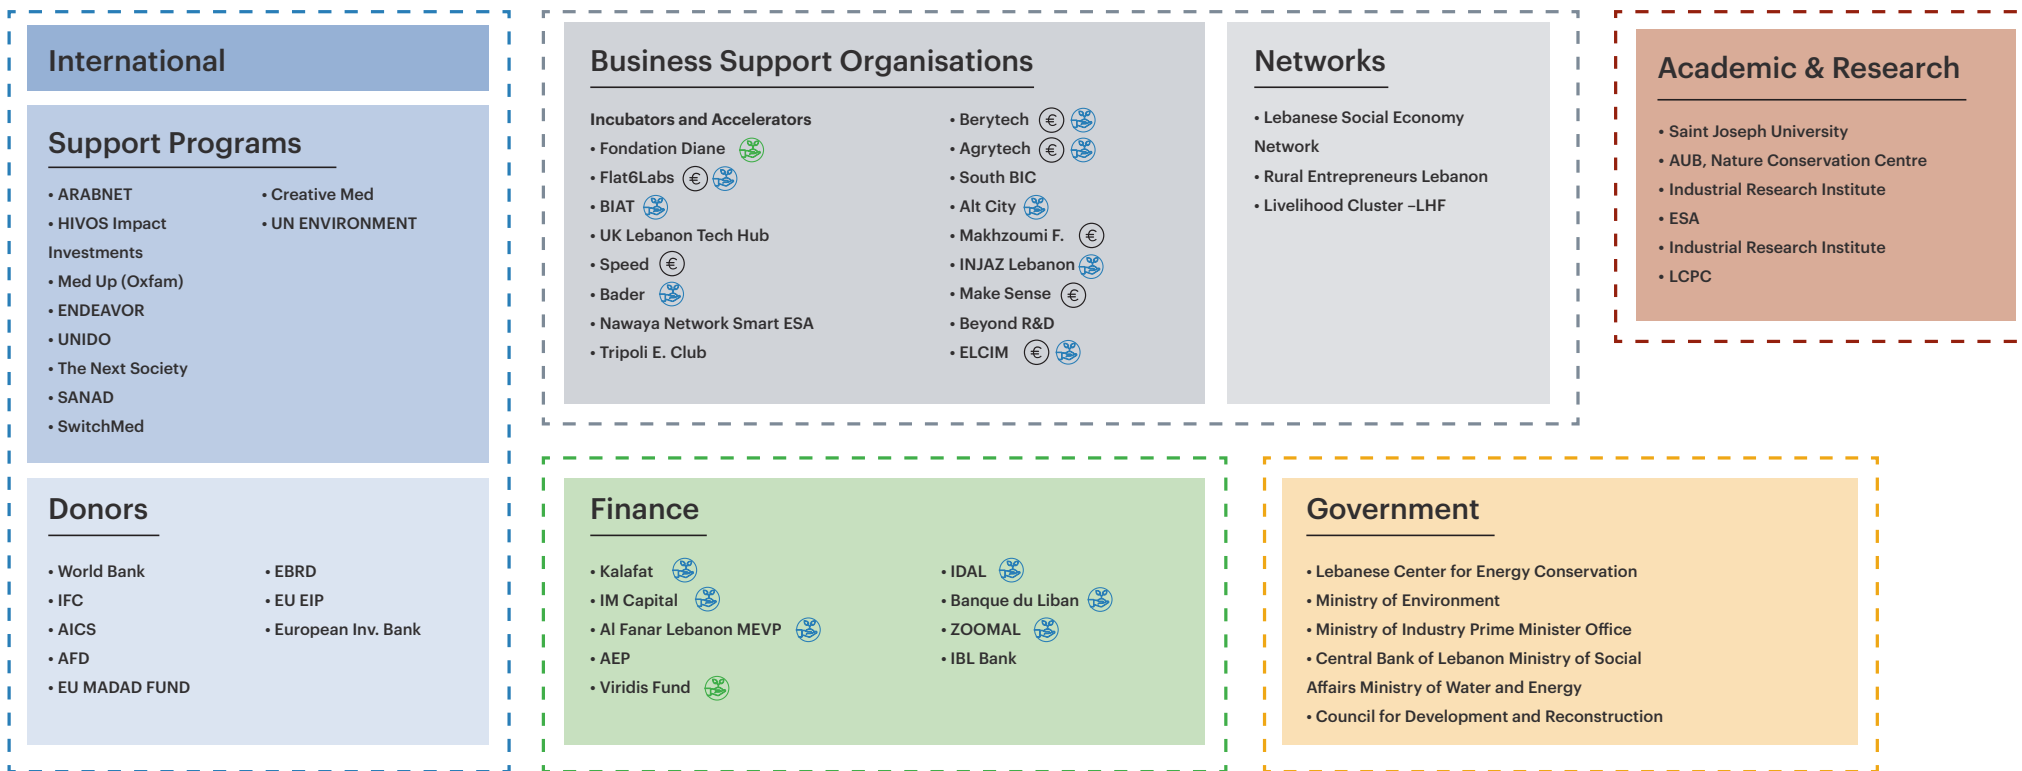 International
Support Programs
• ARABNET
• HIVOS Impact
Investments
• Med Up (Oxfam)
• ENDEAVOR
• UNIDO
• The Next Society
• SANAD
• SwitchMed
• Creative Med
• UN ENVIRONMENT
Donors
• World Bank
• IFC
• AICS
• AFD
• EU MADAD FUND
• EBRD
• EU EIP
• European Inv. Bank
Business Support Organisations
Incubators and Accelerators
• Fondation Diane
• Flat6Labs €
• BIAT
• UK Lebanon Tech Hub
• Speed €
• Bader
• Nawaya Network Smart ESA
• Tripoli E. Club
• Berytech €
• Agrytech €
• South BIC
• Alt City
• Makhzoumi F. €
• INJAZ Lebanon
• Make Sense €
• Beyond R&D
• ELCIM €
Networks
• Lebanese Social Economy
Network
• Rural Entrepreneurs Lebanon
• Livelihood Cluster –LHF
Academic & Research
• Saint Joseph University
• AUB, Nature Conservation Centre
• Industrial Research Institute
• ESA
• Industrial Research Institute
• LCPC
Finance
• Kalafat
• IM Capital
• Al Fanar Lebanon MEVP
• AEP
• Viridis Fund
• IDAL
• Banque du Liban
• ZOOMAL
• IBL Bank
Government
• Lebanese Center for Energy Conservation
• Ministry of Environment
• Ministry of Industry Prime Minister Office
• Central Bank of Lebanon Ministry of Social
Affairs Ministry of Water and Energy
• Council for Development and Reconstruction